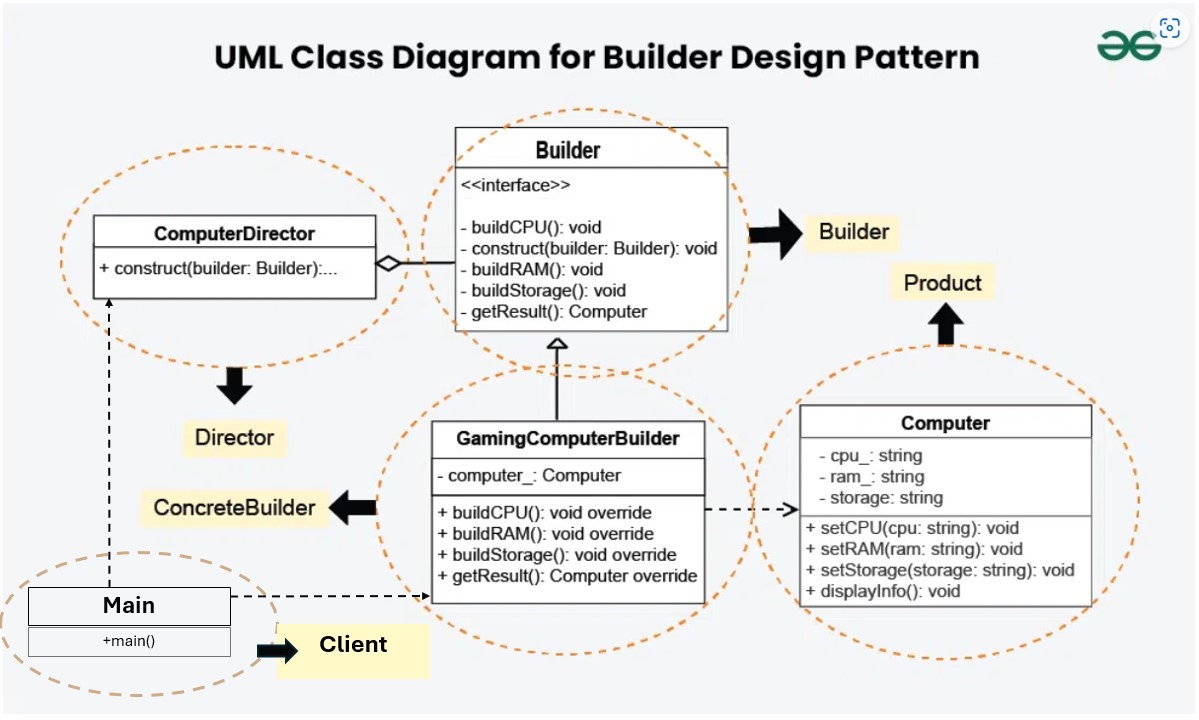 UML Class Diagram for Builder Design Pattern
Builder
<<interface>>
- buildCPU(): void
- construct(builder: Builder): void
- buildRAM(): void
- buildStorage(): void
- getResult(): Computer
ComputerDirector
+ construct(builder: Builder):...
Builder
Product
Director
GamingComputerBuilder
- computer_: Computer
+ buildCPU(): void override
+ buildRAM(): void override
+ buildStorage(): void override
+ getResult(): Computer override
Computer
- cpu_: string
- ram_: string
- storage: string
+ setCPU(cpu: string): void
+ setRAM(ram: string): void
+ setStorage(storage: string): void
+ displayInfo(): void
ConcreteBuilder
Main
+main()
Client